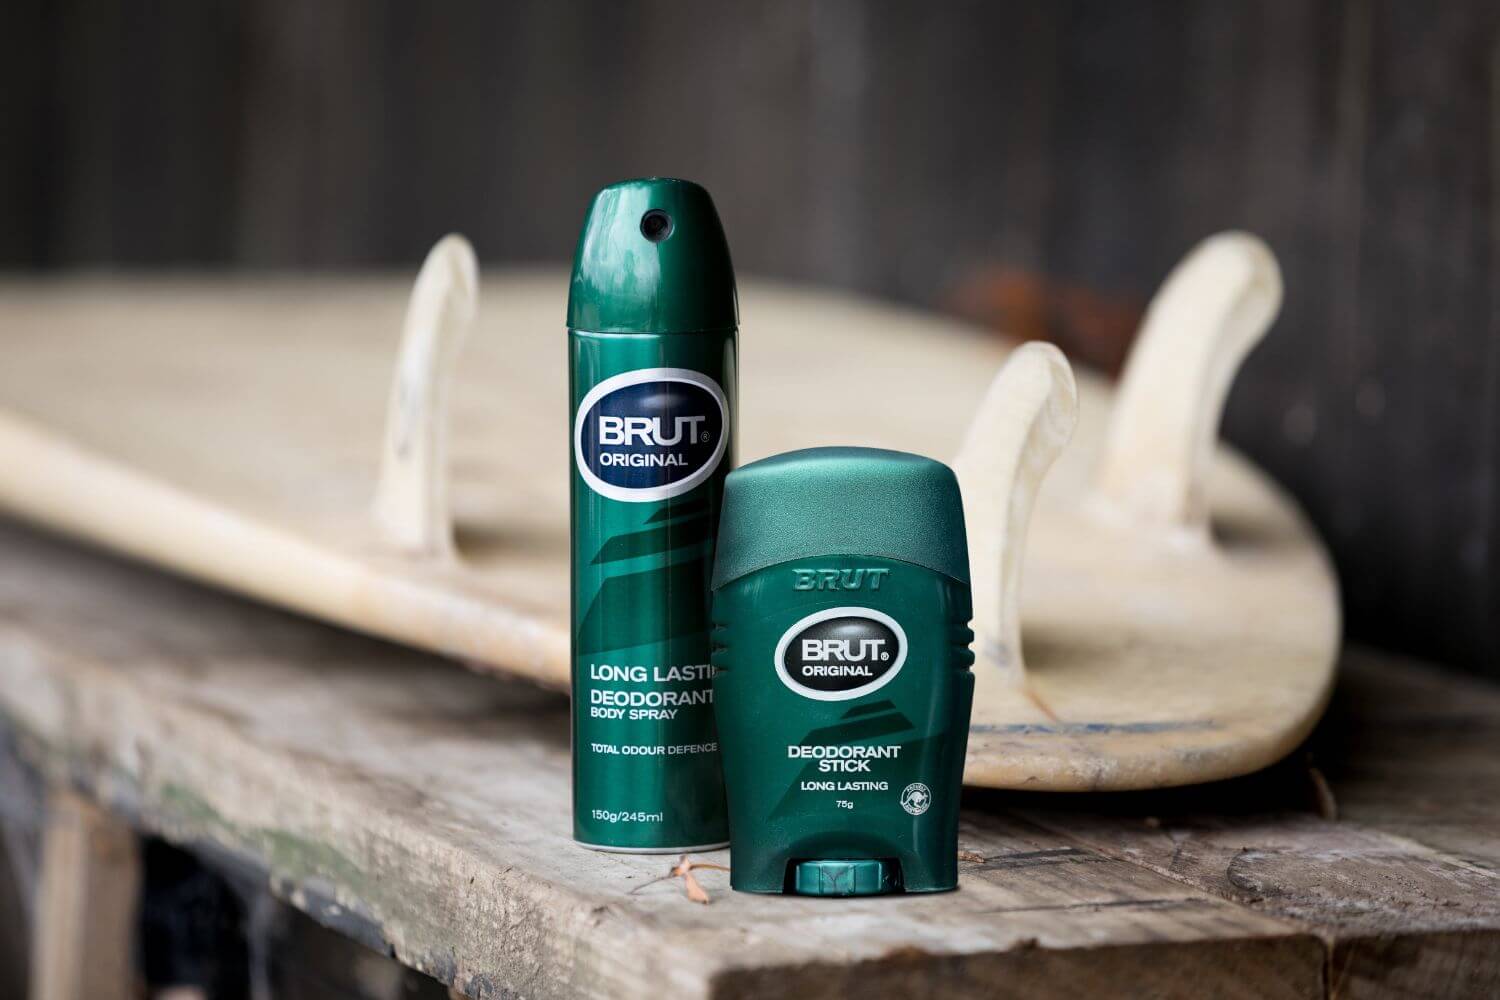 BRUT®
ORIGINAL
LONG LASTI
DEODORANT
BODY SPRAY
TOTAL ODOUR DEFENCE
150g/245ml
BRUT
BRUT®
ORIGINAL
DEODORANT
STICK
LONG LASTING
75g